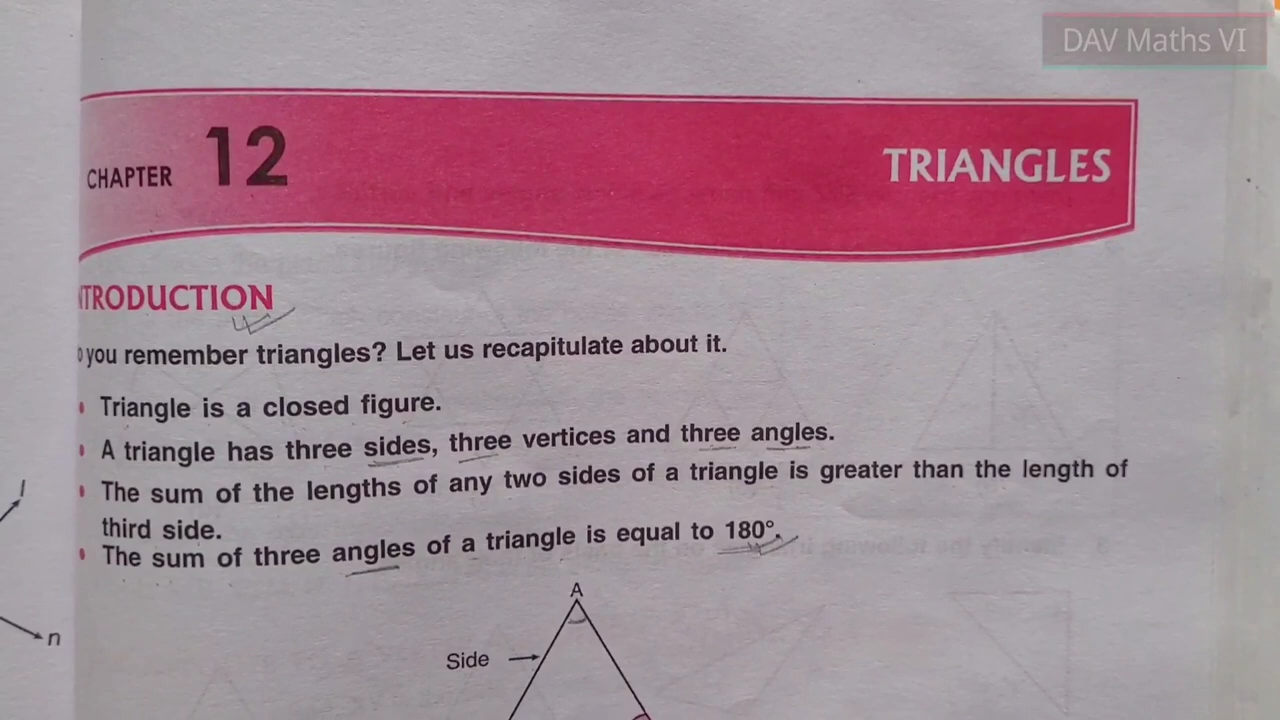 DAV Maths VI
CHAPTER 12
TRIANGLES
NTRODUCTION
you remember triangles? Let us recapitulate about it.
• Triangle is a closed figure.
• A triangle has three sides, three vertices and three angles.
• The sum of the lengths of any two sides of a triangle is greater than the length of
third side.
• The sum of three angles of a triangle is equal to 180°.
A
Side
l
n